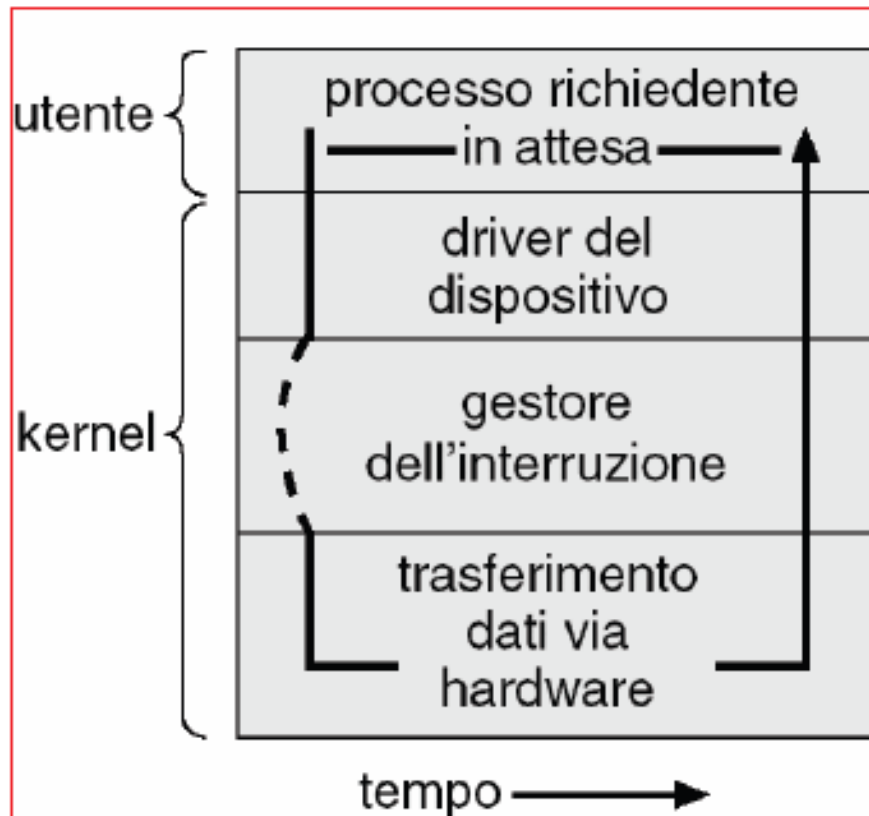 utente
processo richiedente
in attesa
kernel
driver del
dispositivo
gestore
dell'interruzione
trasferimento
dati via
hardware
tempo